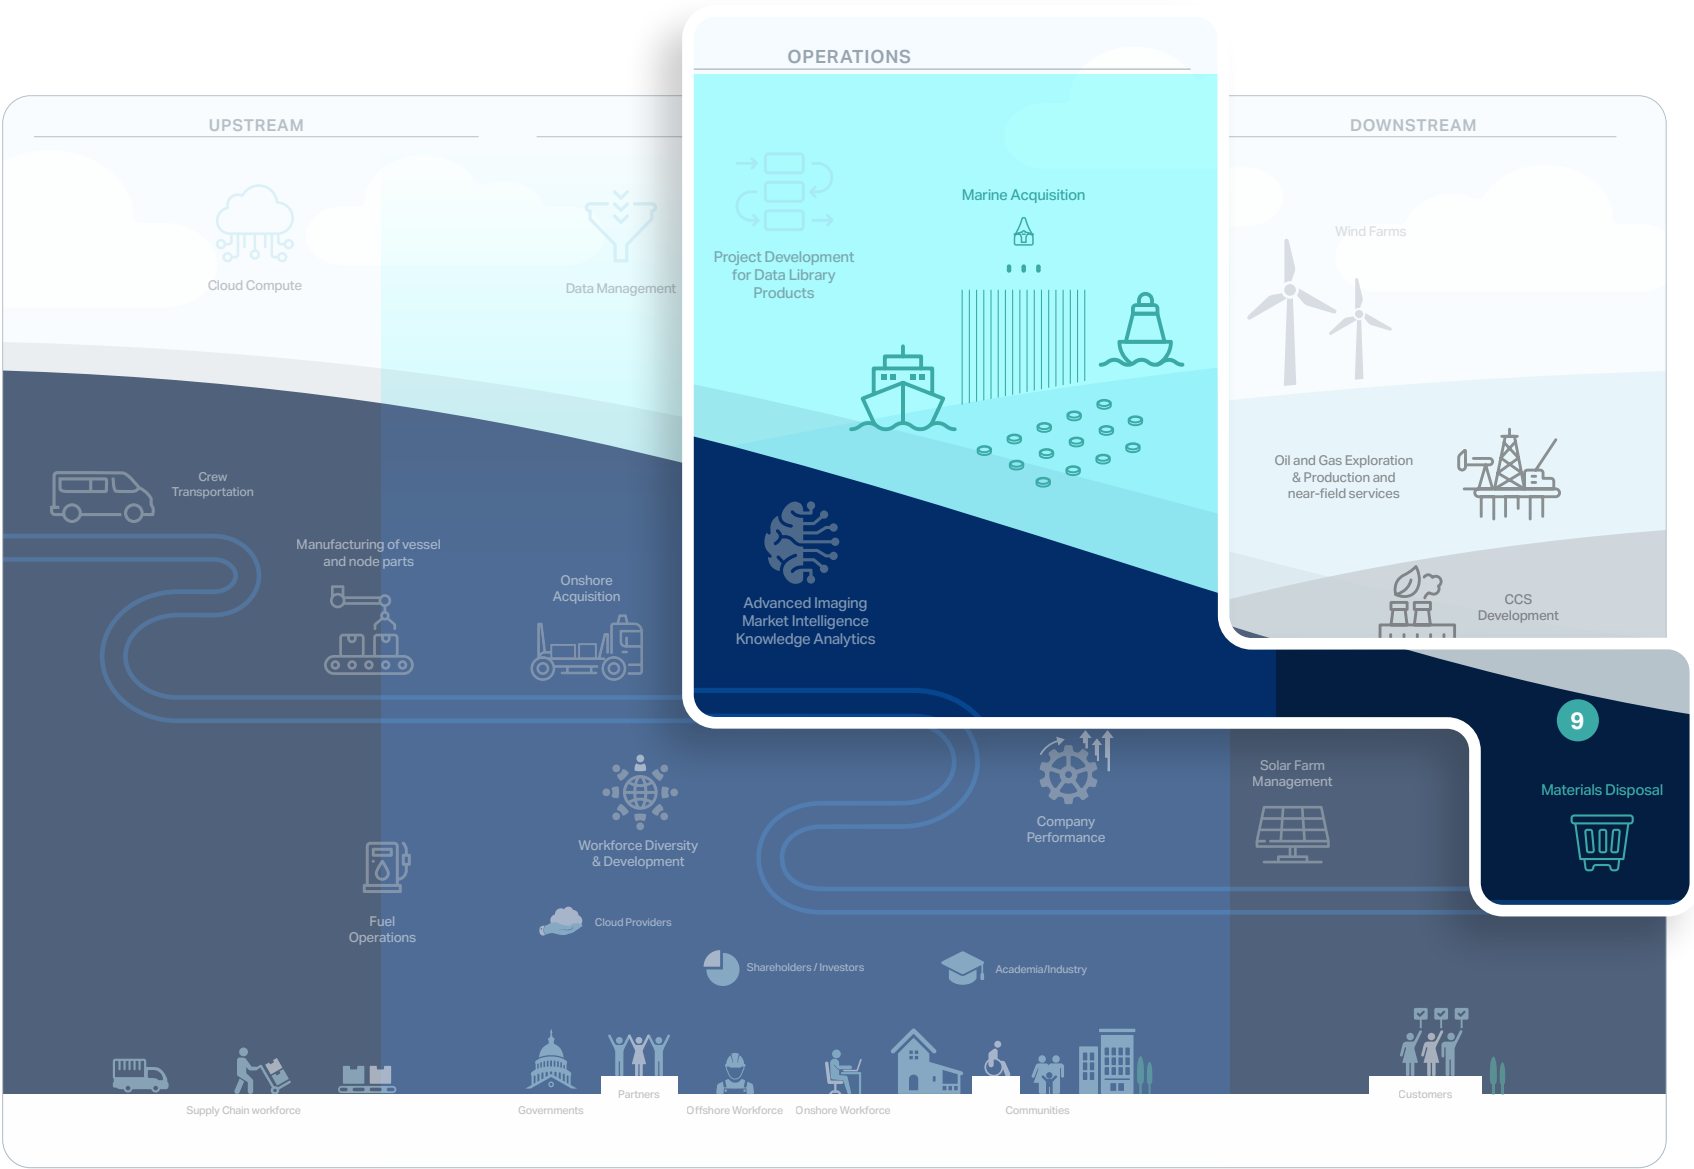 OPERATIONS
UPSTREAM
DOWNSTREAM
Cloud Compute
Data Management
Project Development
for Data Library
Products
Marine Acquisition
Wind Farms
Crew
Transportation
Manufacturing of vessel
and node parts
Onshore
Acquisition
Advanced Imaging
Market Intelligence
Knowledge Analytics
Oil and Gas Exploration
& Production and
near-field services
CCS
Development
9
Materials Disposal
Workforce Diversity
& Development
Company
Performance
Solar Farm
Management
Fuel
Operations
Cloud Providers
Shareholders / Investors
Academia/Industry
Supply Chain workforce
Governments
Partners
Offshore Workforce
Onshore Workforce
Communities
Customers